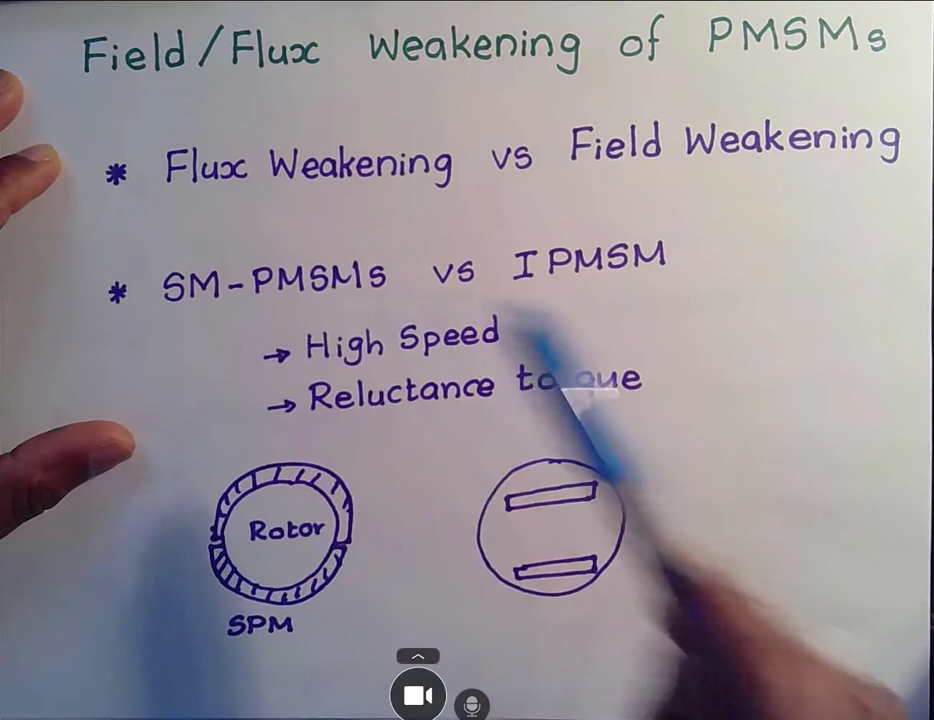 Field/Flux Weakening of PMSMs
* Flux Weakening vs Field Weakening
* SM-PMSMs vs IPMSM
→ High Speed
→ Reluctance
Rotor
SPM